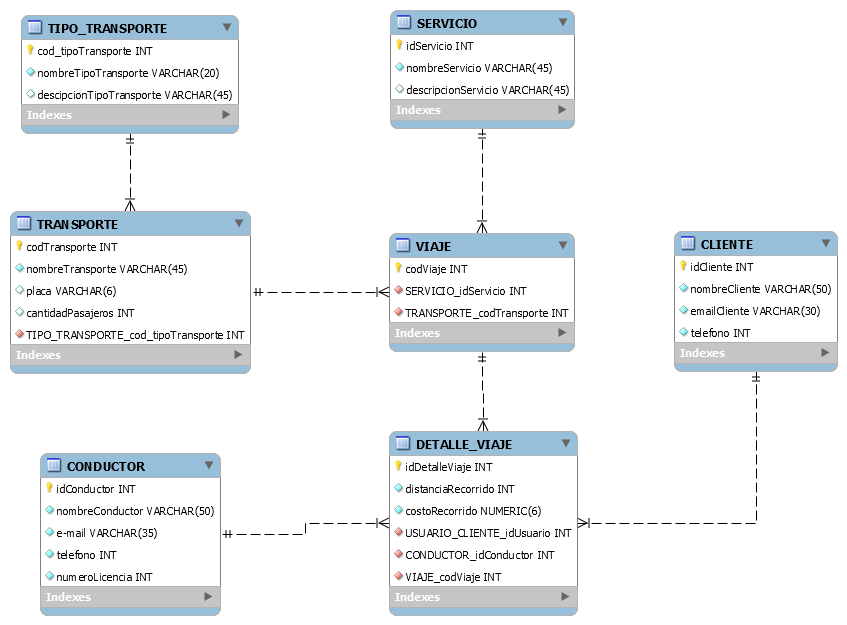 TIPO_TRANSPORTE
cod_tipoTransporte INT
nombreTipoTransporte VARCHAR(20)
descipcionTipoTransporte VARCHAR(45)
Indexes
SERVICIO
idServicio INT
nombreServicio VARCHAR(45)
descripcionServicio VARCHAR(45)
Indexes
TRANSPORTE
codTransporte INT
nombreTransporte VARCHAR(45)
placa VARCHAR(6)
cantidadPasajeros INT
TIPO_TRANSPORTE_cod_tipoTransporte INT
Indexes
VIAJE
codViaje INT
SERVICIO_idServicio INT
TRANSPORTE_codTransporte INT
Indexes
CLIENTE
idCliente INT
nombreCliente VARCHAR(50)
emailCliente VARCHAR(30)
telefono INT
Indexes
CONDUCTOR
idConductor INT
nombreConductor VARCHAR(50)
e-mail VARCHAR(35)
telefono INT
numeroLicencia INT
Indexes
DETALLE_VIAJE
idDetalleViaje INT
distanciaRecorrido INT
costoRecorrido NUMERIC(6)
USUARIO_CLIENTE_idUsuario INT
CONDUCTOR_idConductor INT
VIAJE_codViaje INT
Indexes